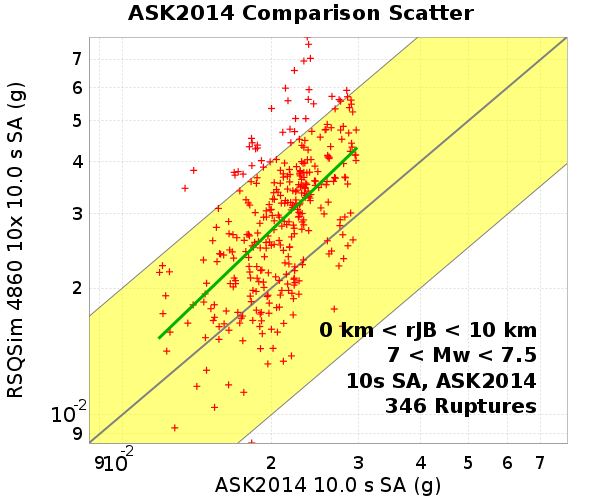 ASK2014 Comparison Scatter
RSQSim 4860 10x 10.0 s SA (g)
7
6
5
4
3
2
10-2
9
0 km < rJB < 10 km
7 < Mw < 7.5
10s SA, ASK2014
346 Ruptures
9 10-2 2 3 4 5 6 7
ASK2014 10.0 s SA (g)